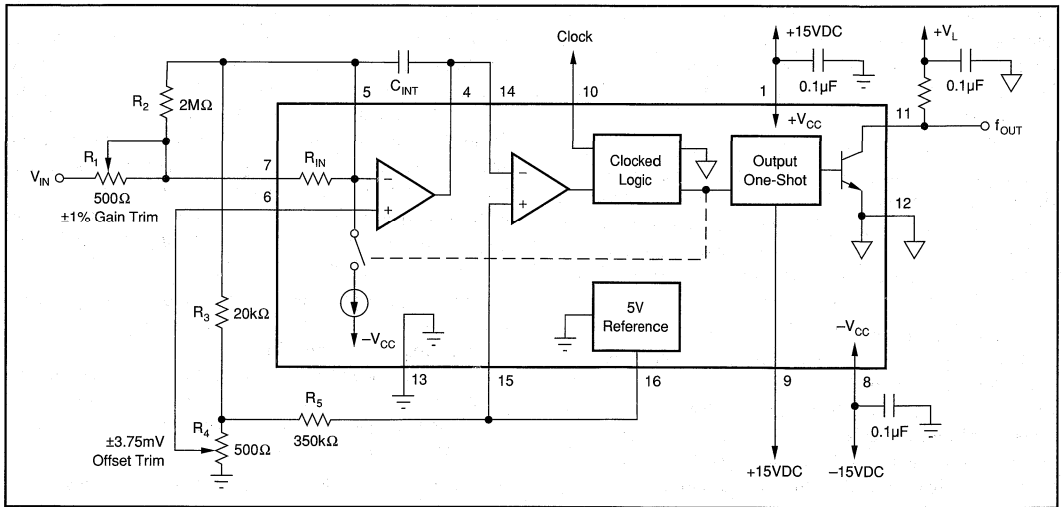 Clock
+15VDC
+V_L
0.1µF
0.1µF
5
C_INT
4
14
10
1
11
f_OUT
R_2
2MΩ
+V_CC
V_IN
R_1
500Ω
±1% Gain Trim
7
R_IN
6
−
+
−
+
Clocked
Logic
Output
One-Shot
12
R_3
20kΩ
−V_CC
5V
Reference
−V_CC
13
15
16
9
8
R_5
350kΩ
R_4
500Ω
±3.75mV
Offset Trim
0.1µF
+15VDC
−15VDC